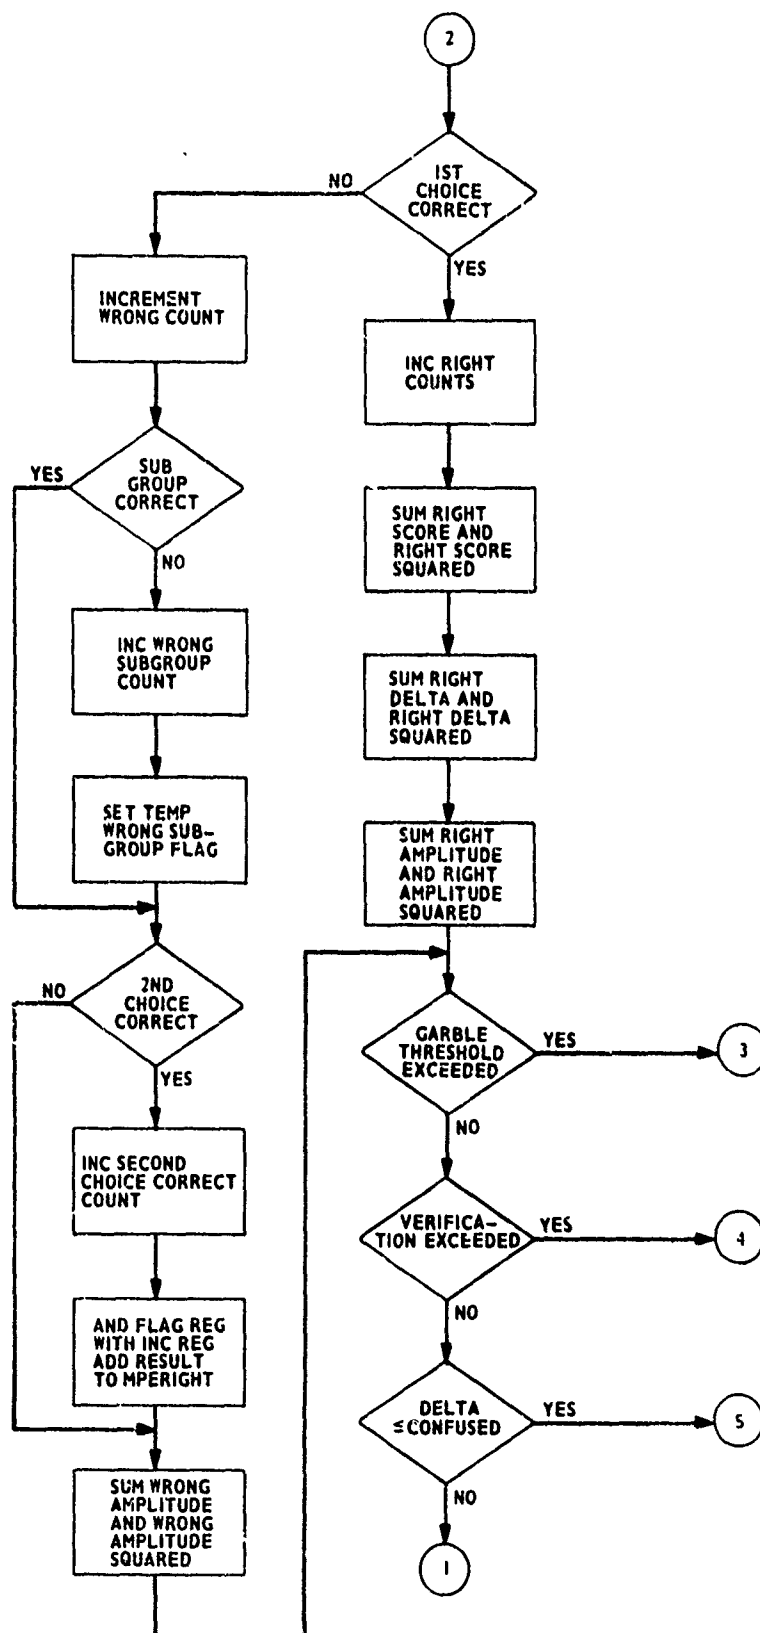 2
1ST
CHOICE
CORRECT
NO
YES
INCREMENT
WRONG COUNT
INC RIGHT
COUNTS
SUB
GROUP
CORRECT
YES
NO
SUM RIGHT
SCORE AND
RIGHT SCORE
SQUARED
INC WRONG
SUBGROUP
COUNT
SUM RIGHT
DELTA AND
RIGHT DELTA
SQUARED
SET TEMP
WRONG SUB-
GROUP FLAG
SUM RIGHT
AMPLITUDE
AND RIGHT
AMPLITUDE
SQUARED
2ND
CHOICE
CORRECT
NO
YES
GARBLE
THRESHOLD
EXCEEDED
YES
3
NO
INC SECOND
CHOICE CORRECT
COUNT
VERIFICA-
TION EXCEEDED
YES
4
NO
AND FLAG REG
WITH INC REG
ADD RESULT
TO MPERIGHT
DELTA
≤ CONFUSED
YES
5
NO
SUM WRONG
AMPLITUDE
AND WRONG
AMPLITUDE
SQUARED
1